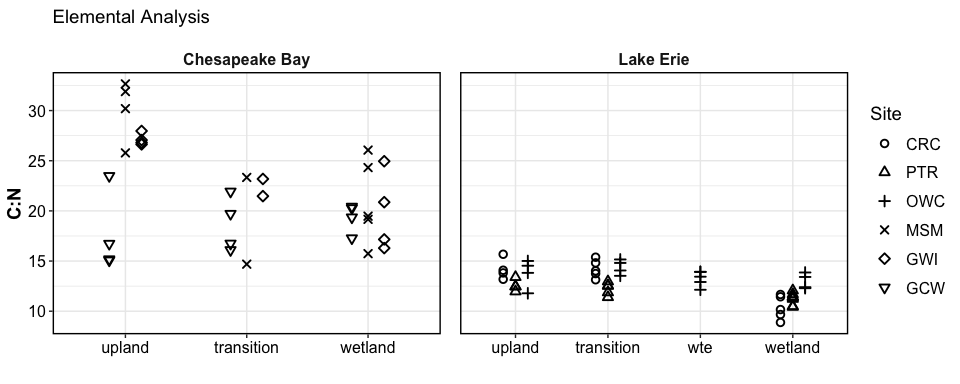 Elemental Analysis
Chesapeake Bay
Lake Erie
C:N
30
25
20
15
10
upland
transition
wetland
upland
transition
wte
wetland
Site
CRC
PTR
OWC
MSM
GWI
GCW